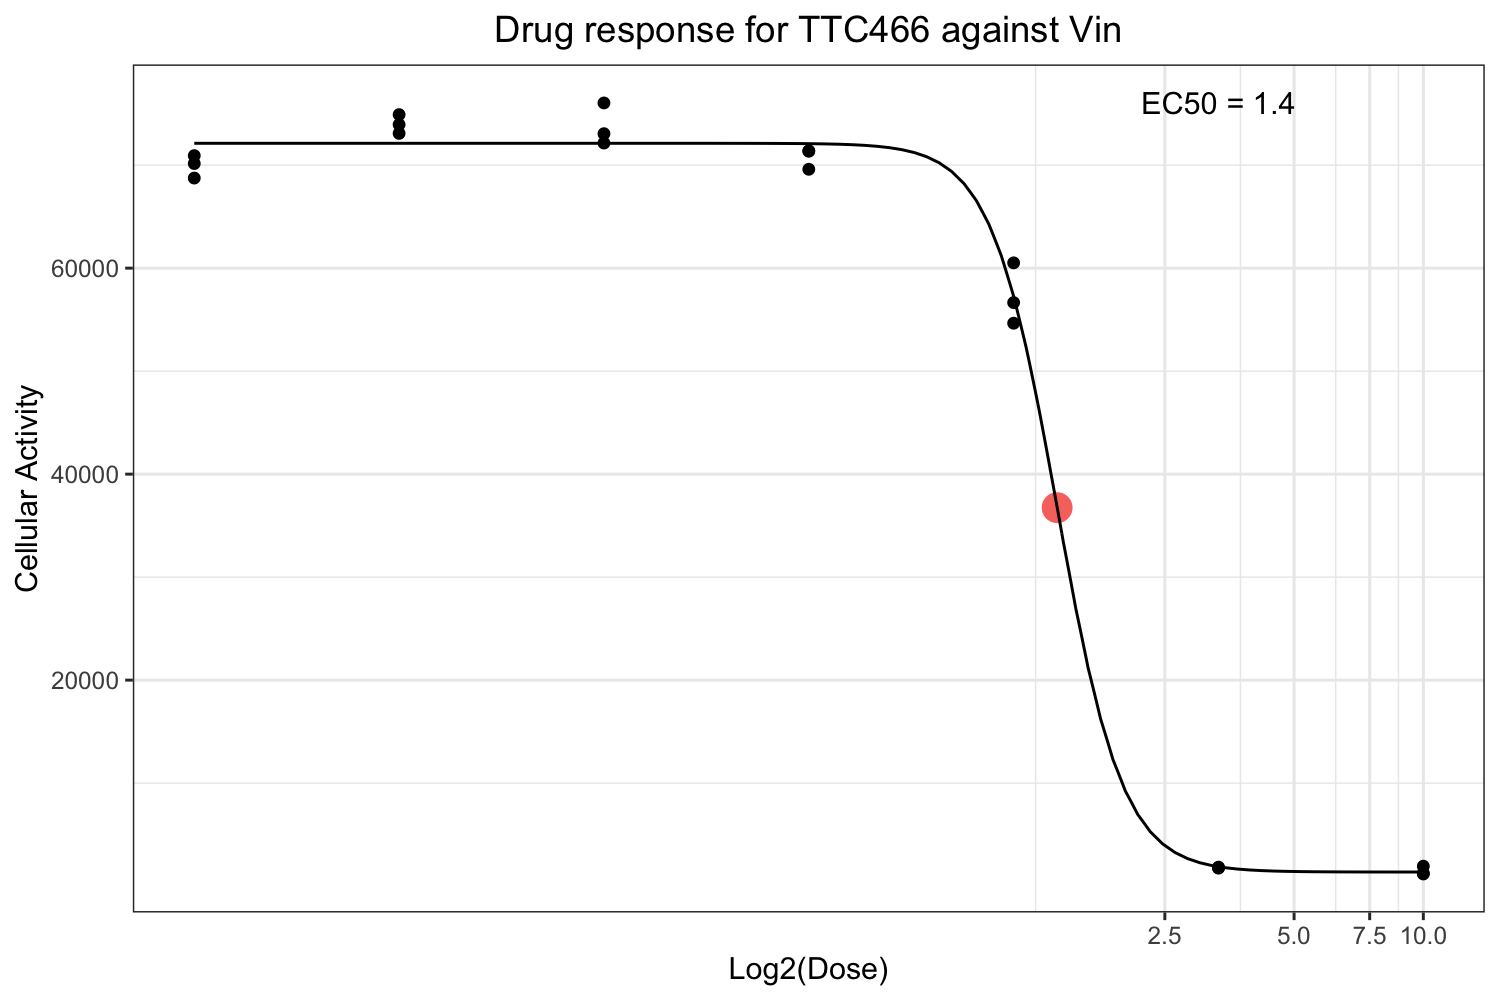 Drug response for TTC466 against Vin
EC50 = 1.4
60000
40000
20000
Cellular Activity
2.5 5.0 7.5 10.0
Log2(Dose)